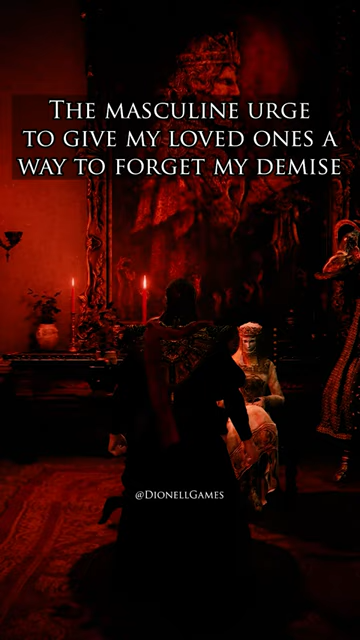 The masculine urge
to give my loved ones a
way to forget my demise
@DionellGames